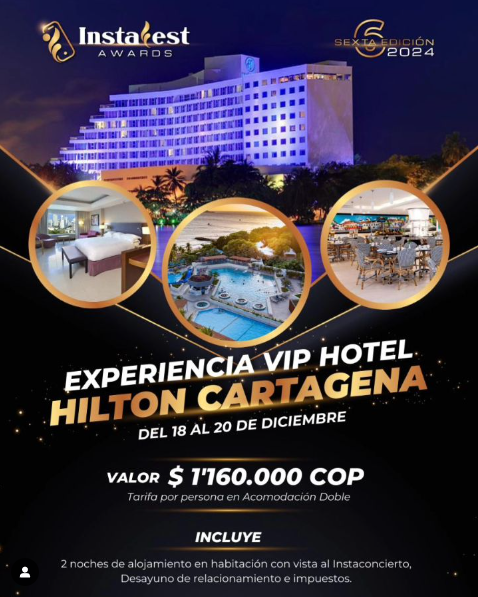 Instafest
AWARDS
6
SEXTA EDICIÓN
2024
EXPERIENCIA VIP HOTEL
HILTON CARTAGENA
DEL 18 AL 20 DE DICIEMBRE
VALOR $ 1'160.000 COP
Tarifa por persona en Acomodación Doble
INCLUYE
2 noches de alojamiento en habitación con vista al Instaconcierto,
Desayuno de relacionamiento e impuestos.